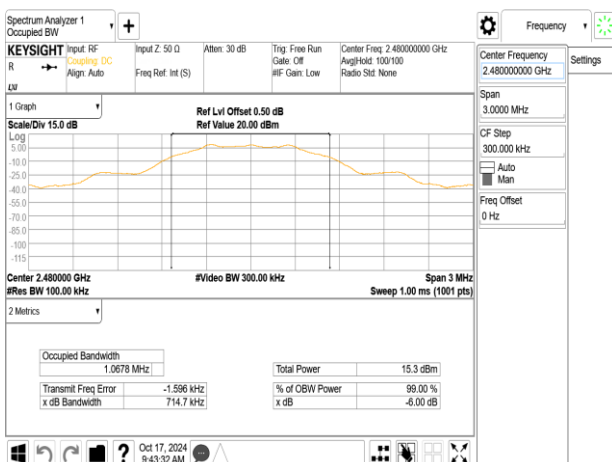 Spectrum Analyzer 1
Occupied BW
Frequency
KEYSIGHT
R
Input: RF
Coupling: DC
Align: Auto
Input Z: 50 Ω
Freq Ref: Int (S)
Atten: 30 dB
Trig: Free Run
Gate: Off
#IF Gain: Low
Center Freq: 2.480000000 GHz
Avg|Hold: 100/100
Radio Std: None
Center Frequency
2.480000000 GHz
Settings
Span
3.0000 MHz
CF Step
300.000 kHz
Auto
Man
Freq Offset
0 Hz
1 Graph
Scale/Div 15.0 dB
Ref Lvl Offset 0.50 dB
Ref Value 20.00 dBm
Log
5.00
-10.0
-25.0
-40.0
-55.0
-70.0
-85.0
-100
-115
Center 2.480000 GHz
#Res BW 100.00 kHz
#Video BW 300.00 kHz
Span 3 MHz
Sweep 1.00 ms (1001 pts)
2 Metrics
Occupied Bandwidth
1.0678 MHz
Transmit Freq Error -1.596 kHz
x dB Bandwidth 714.7 kHz
Total Power 15.3 dBm
% of OBW Power 99.00 %
x dB -6.00 dB
Oct 17, 2024
9:43:32 AM